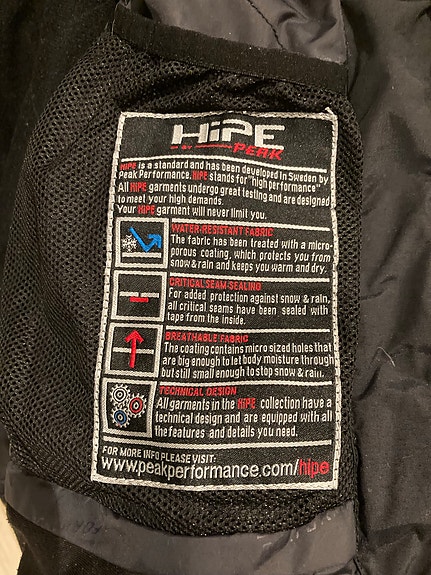 HiPE
PEAK
HiPE is a standard and has been developed in Sweden by
Peak Performance. HiPE stands for "high performance"
All HiPE garments undergo great testing and are designed
to meet your high demands.
Your HiPE garment will never limit you.
WATER-RESISTANT FABRIC
The fabric has been treated with a micro-
porous coating, which protects you from
snow & rain and keeps you warm and dry.
CRITICAL SEAM SEALING
For added protection against snow & rain,
all critical seams have been sealed with
tape from the inside.
BREATHABLE FABRIC
The coating contains micro sized holes that
are big enough to let body moisture through
but still small enough to stop snow & rain.
TECHNICAL DESIGN
All garments in the HiPE collection have a
technical design and are equipped with all
the features and details you need.
FOR MORE INFO PLEASE VISIT:
www.peakperformance.com/hipe